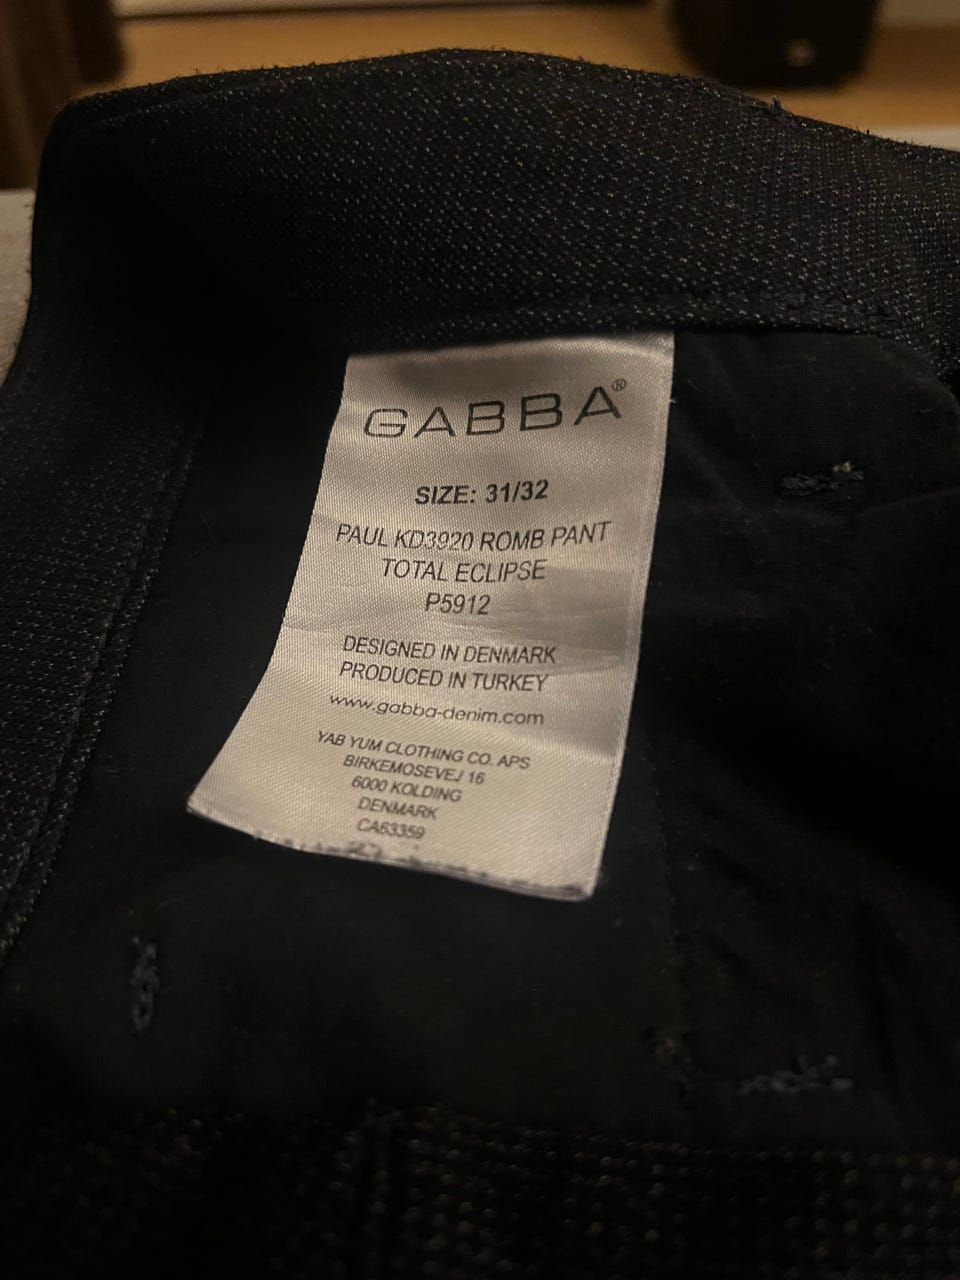 GABBA®
SIZE: 31/32
PAUL KD3920 ROMB PANT
TOTAL ECLIPSE
P5912
DESIGNED IN DENMARK
PRODUCED IN TURKEY
www.gabba-denim.com
YAB YUM CLOTHING CO. APS
BIRKEMOSEVEJ 16
6000 KOLDING
DENMARK
CA63359